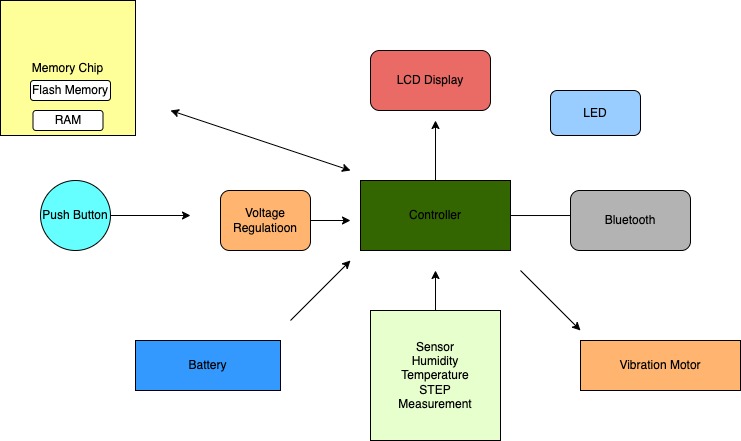 Memory Chip
Flash Memory
RAM
LCD Display
LED
Push Button
Voltage
Regulatioon
Controller
Bluetooth
Battery
Sensor
Humidity
Temperature
STEP
Measurement
Vibration Motor